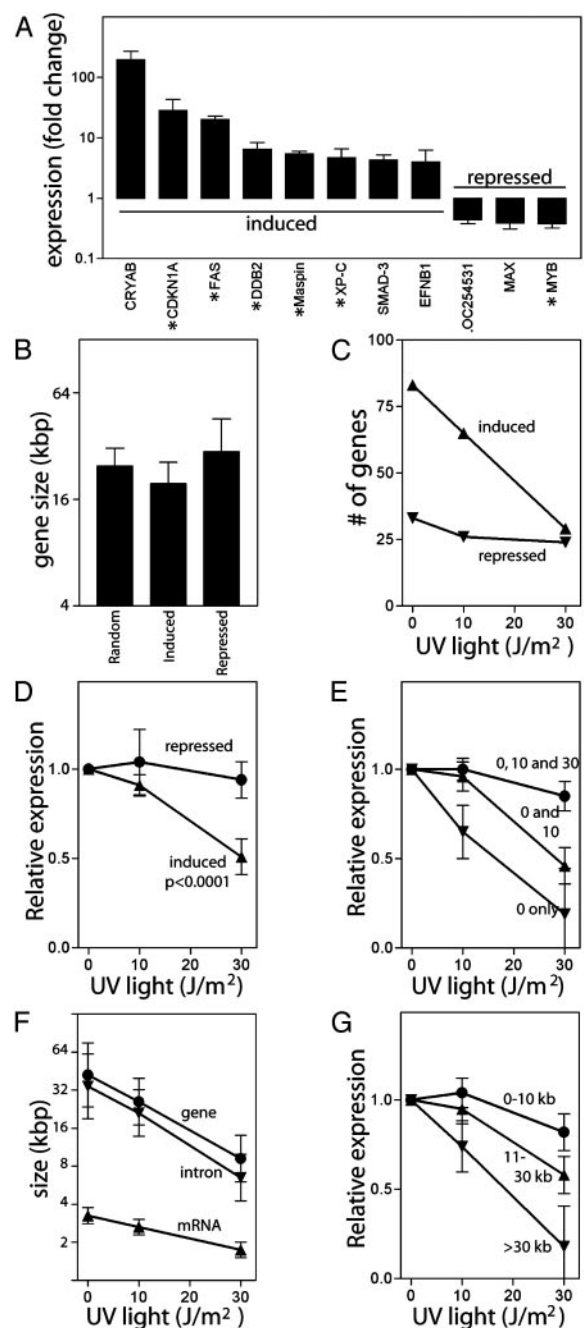 A
expression (fold change)
100
10
1
0.1
induced
repressed
CRYAB
*CDKN1A
*FAS
*DDB2
*Maspin
*XP-C
SMAD-3
EFNB1
.OC254531
MAX
*MYB
B
gene size (kbp)
64
16
4
Random
Induced
Repressed
C
# of genes
100
75
50
25
0
induced
repressed
0 10 20 30
UV light (J/m²)
D
Relative expression
1.0
0.5
0.0
repressed
induced
p<0.0001
0 10 20 30
UV light (J/m²)
E
Relative expression
1.0
0.5
0.0
0, 10 and 30
0 and
10
0 only
0 10 20 30
UV light (J/m²)
F
size (kbp)
64
32
16
8
4
2
gene
intron
mRNA
0 10 20 30
UV light (J/m²)
G
Relative expression
1.0
0.5
0.0
0-10 kb
11-
30 kb
>30 kb
0 10 20 30
UV light (J/m²)